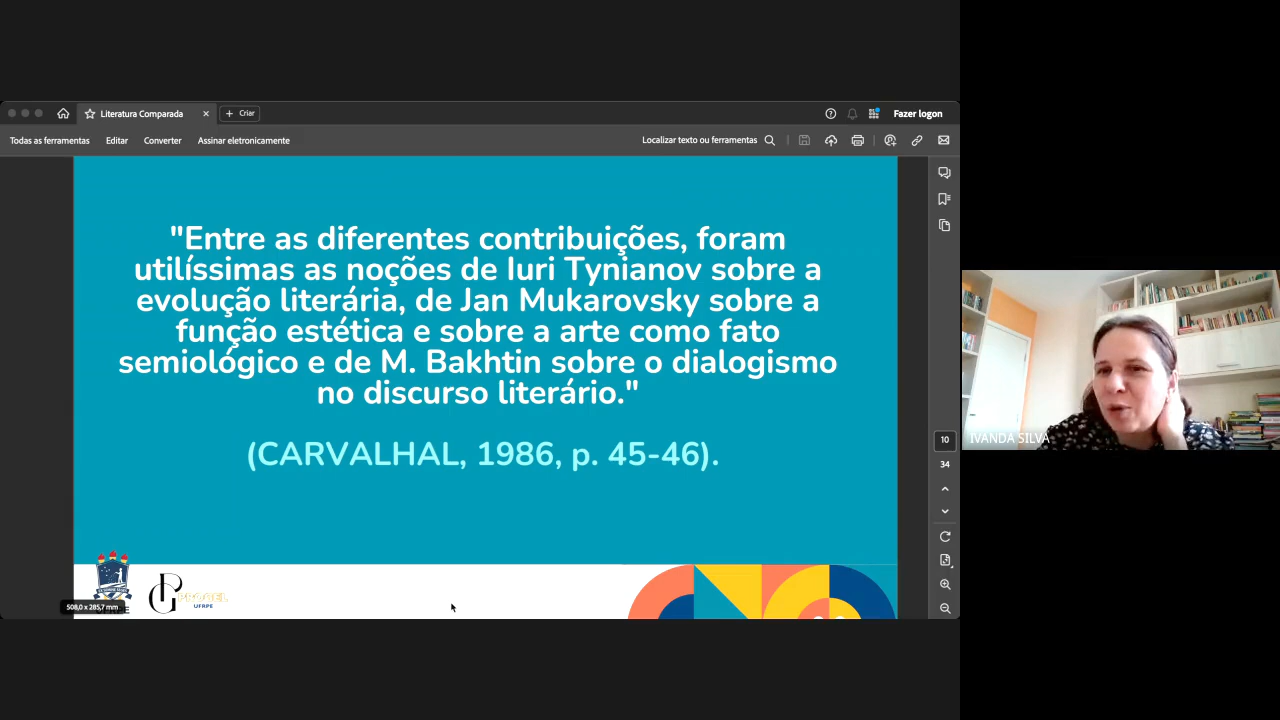 Literatura Comparada
Criar
Fazer logon
Todas as ferramentas
Editar
Converter
Assinar eletronicamente
Localizar texto ou ferramentas
"Entre as diferentes contribuições, foram
utilíssimas as noções de Iuri Tynianov sobre a
evolução literária, de Jan Mukarovsky sobre a
função estética e sobre a arte como fato
semiológico e de M. Bakhtin sobre o dialogismo
no discurso literário."
(CARVALHAL, 1986, p. 45-46).
10
34
IVANDA SILVA
508,0 x 285,7 mm
PG
PROGEL
UFRPE